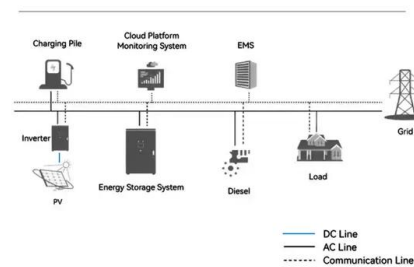 Charging Pile
Cloud Platform
Monitoring System
EMS
Grid
Inverter
PV
Energy Storage System
Diesel
Load
DC Line
AC Line
Communication Line